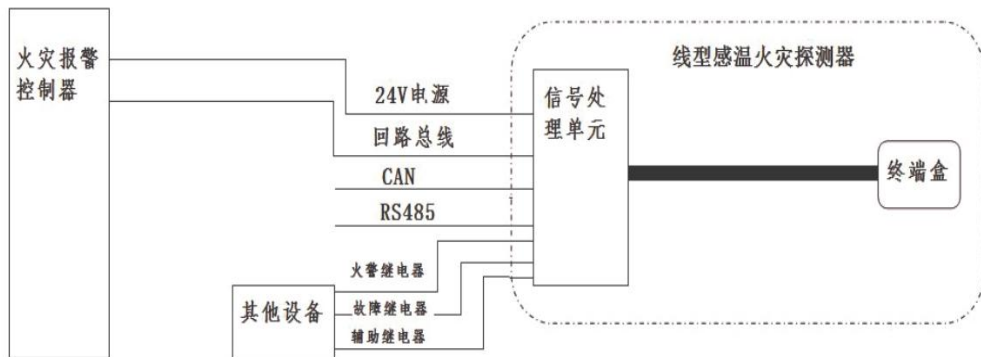 火灾报警
控制器
线型感温火灾探测器
24V电源
信号处
理单元
回路总线
终端盒
CAN
RS485
火警继电器
其他设备
故障继电器
辅助继电器